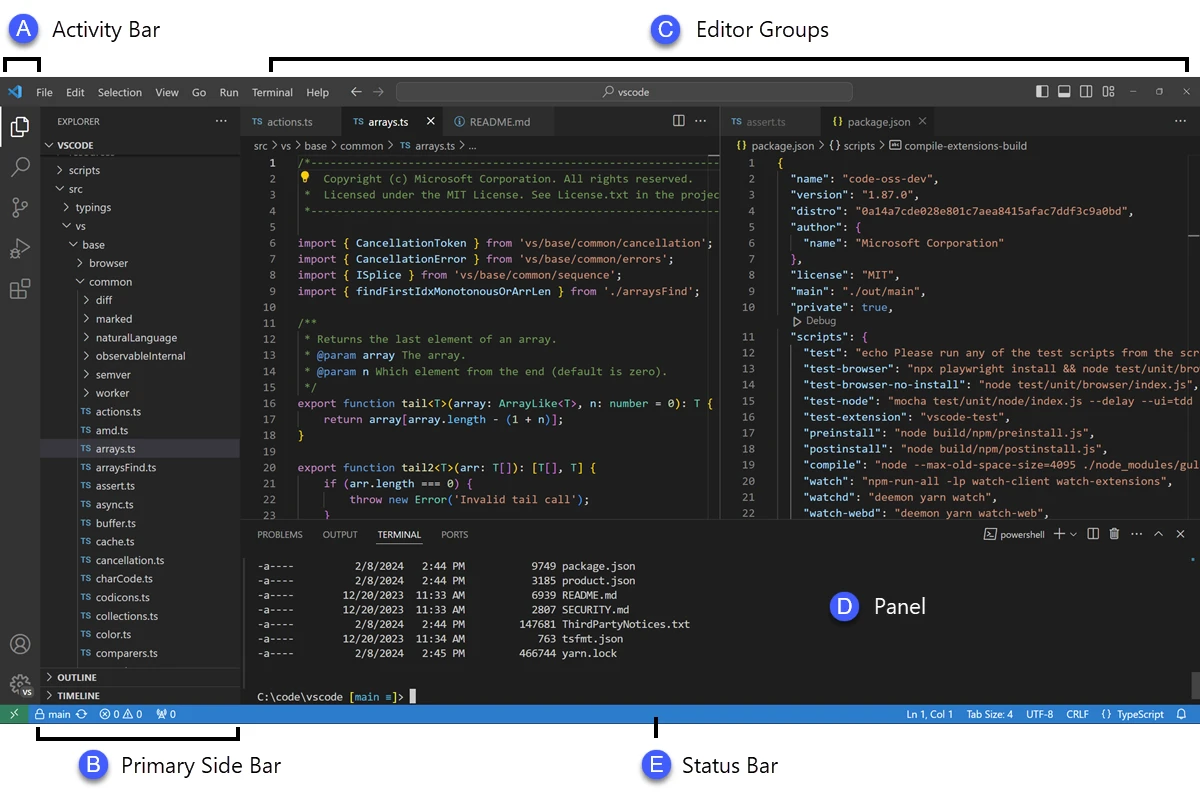 A Activity Bar
C Editor Groups
File Edit Selection View Go Run Terminal Help
vscode
EXPLORER
VSCODE
scripts
src
typings
vs
base
browser
common
diff
marked
naturalLanguage
observableInternal
semver
worker
TS actions.ts
TS amd.ts
TS arrays.ts
TS arraysFind.ts
TS assert.ts
TS async.ts
TS buffer.ts
TS cache.ts
TS cancellation.ts
TS charCode.ts
TS codicons.ts
TS collections.ts
TS color.ts
TS comparers.ts
OUTLINE
TIMELINE
VS
TS actions.ts TS arrays.ts README.md
src > vs > base > common > TS arrays.ts > ...
1 /*---------------------------------------------------------------
2 Copyright (c) Microsoft Corporation. All rights reserved.
3 * Licensed under the MIT License. See License.txt in the projec
4 *---------------------------------------------------------------
5
6 import { CancellationToken } from 'vs/base/common/cancellation';
7 import { CancellationError } from 'vs/base/common/errors';
8 import { ISplice } from 'vs/base/common/sequence';
9 import { findFirstIdxMonotonousOrArrLen } from './arraysFind';
10
11 /**
12 * Returns the last element of an array.
13 * @param array The array.
14 * @param n Which element from the end (default is zero).
15 */
16 export function tail<T>(array: ArrayLike<T>, n: number = 0): T {
17 return array[array.length - (1 + n)];
18 }
19
20 export function tail2<T>(arr: T[]): [T[], T] {
21 if (arr.length === 0) {
22 throw new Error('Invalid tail call');
23 }
TS assert.ts {} package.json
{} package.json > {} scripts > compile-extensions-build
1 {
2 "name": "code-oss-dev",
3 "version": "1.87.0",
4 "distro": "0a14a7cde028e801c7aea8415afac7ddf3c9a0bd",
5 "author": {
6 "name": "Microsoft Corporation"
7 },
8 "license": "MIT",
9 "main": "./out/main",
10 "private": true,
Debug
11 "scripts": {
12 "test": "echo Please run any of the test scripts from the scr
13 "test-browser": "npx playwright install && node test/unit/brow
14 "test-browser-no-install": "node test/unit/browser/index.js",
15 "test-node": "mocha test/unit/node/index.js --delay --ui=tdd
16 "test-extension": "vscode-test",
17 "preinstall": "node build/npm/preinstall.js",
18 "postinstall": "node build/npm/postinstall.js",
19 "compile": "node --max-old-space-size=4095 ./node_modules/gul
20 "watch": "npm-run-all -lp watch-client watch-extensions",
21 "watchd": "deemon yarn watch",
22 "watch-webd": "deemon yarn watch-web",
PROBLEMS OUTPUT TERMINAL PORTS
powershell
-a---- 2/8/2024 2:44 PM 9749 package.json
-a---- 2/8/2024 2:44 PM 3185 product.json
-a---- 12/20/2023 11:33 AM 6939 README.md
-a---- 12/20/2023 11:33 AM 2807 SECURITY.md
-a---- 2/8/2024 2:44 PM 147681 ThirdPartyNotices.txt
-a---- 12/20/2023 11:34 AM 763 tsfmt.json
-a---- 2/8/2024 2:45 PM 466744 yarn.lock
C:\code\vscode [main ≡]>
D Panel
main 0 0 0
Ln 1, Col 1 Tab Size: 4 UTF-8 CRLF {} TypeScript
B Primary Side Bar
E Status Bar